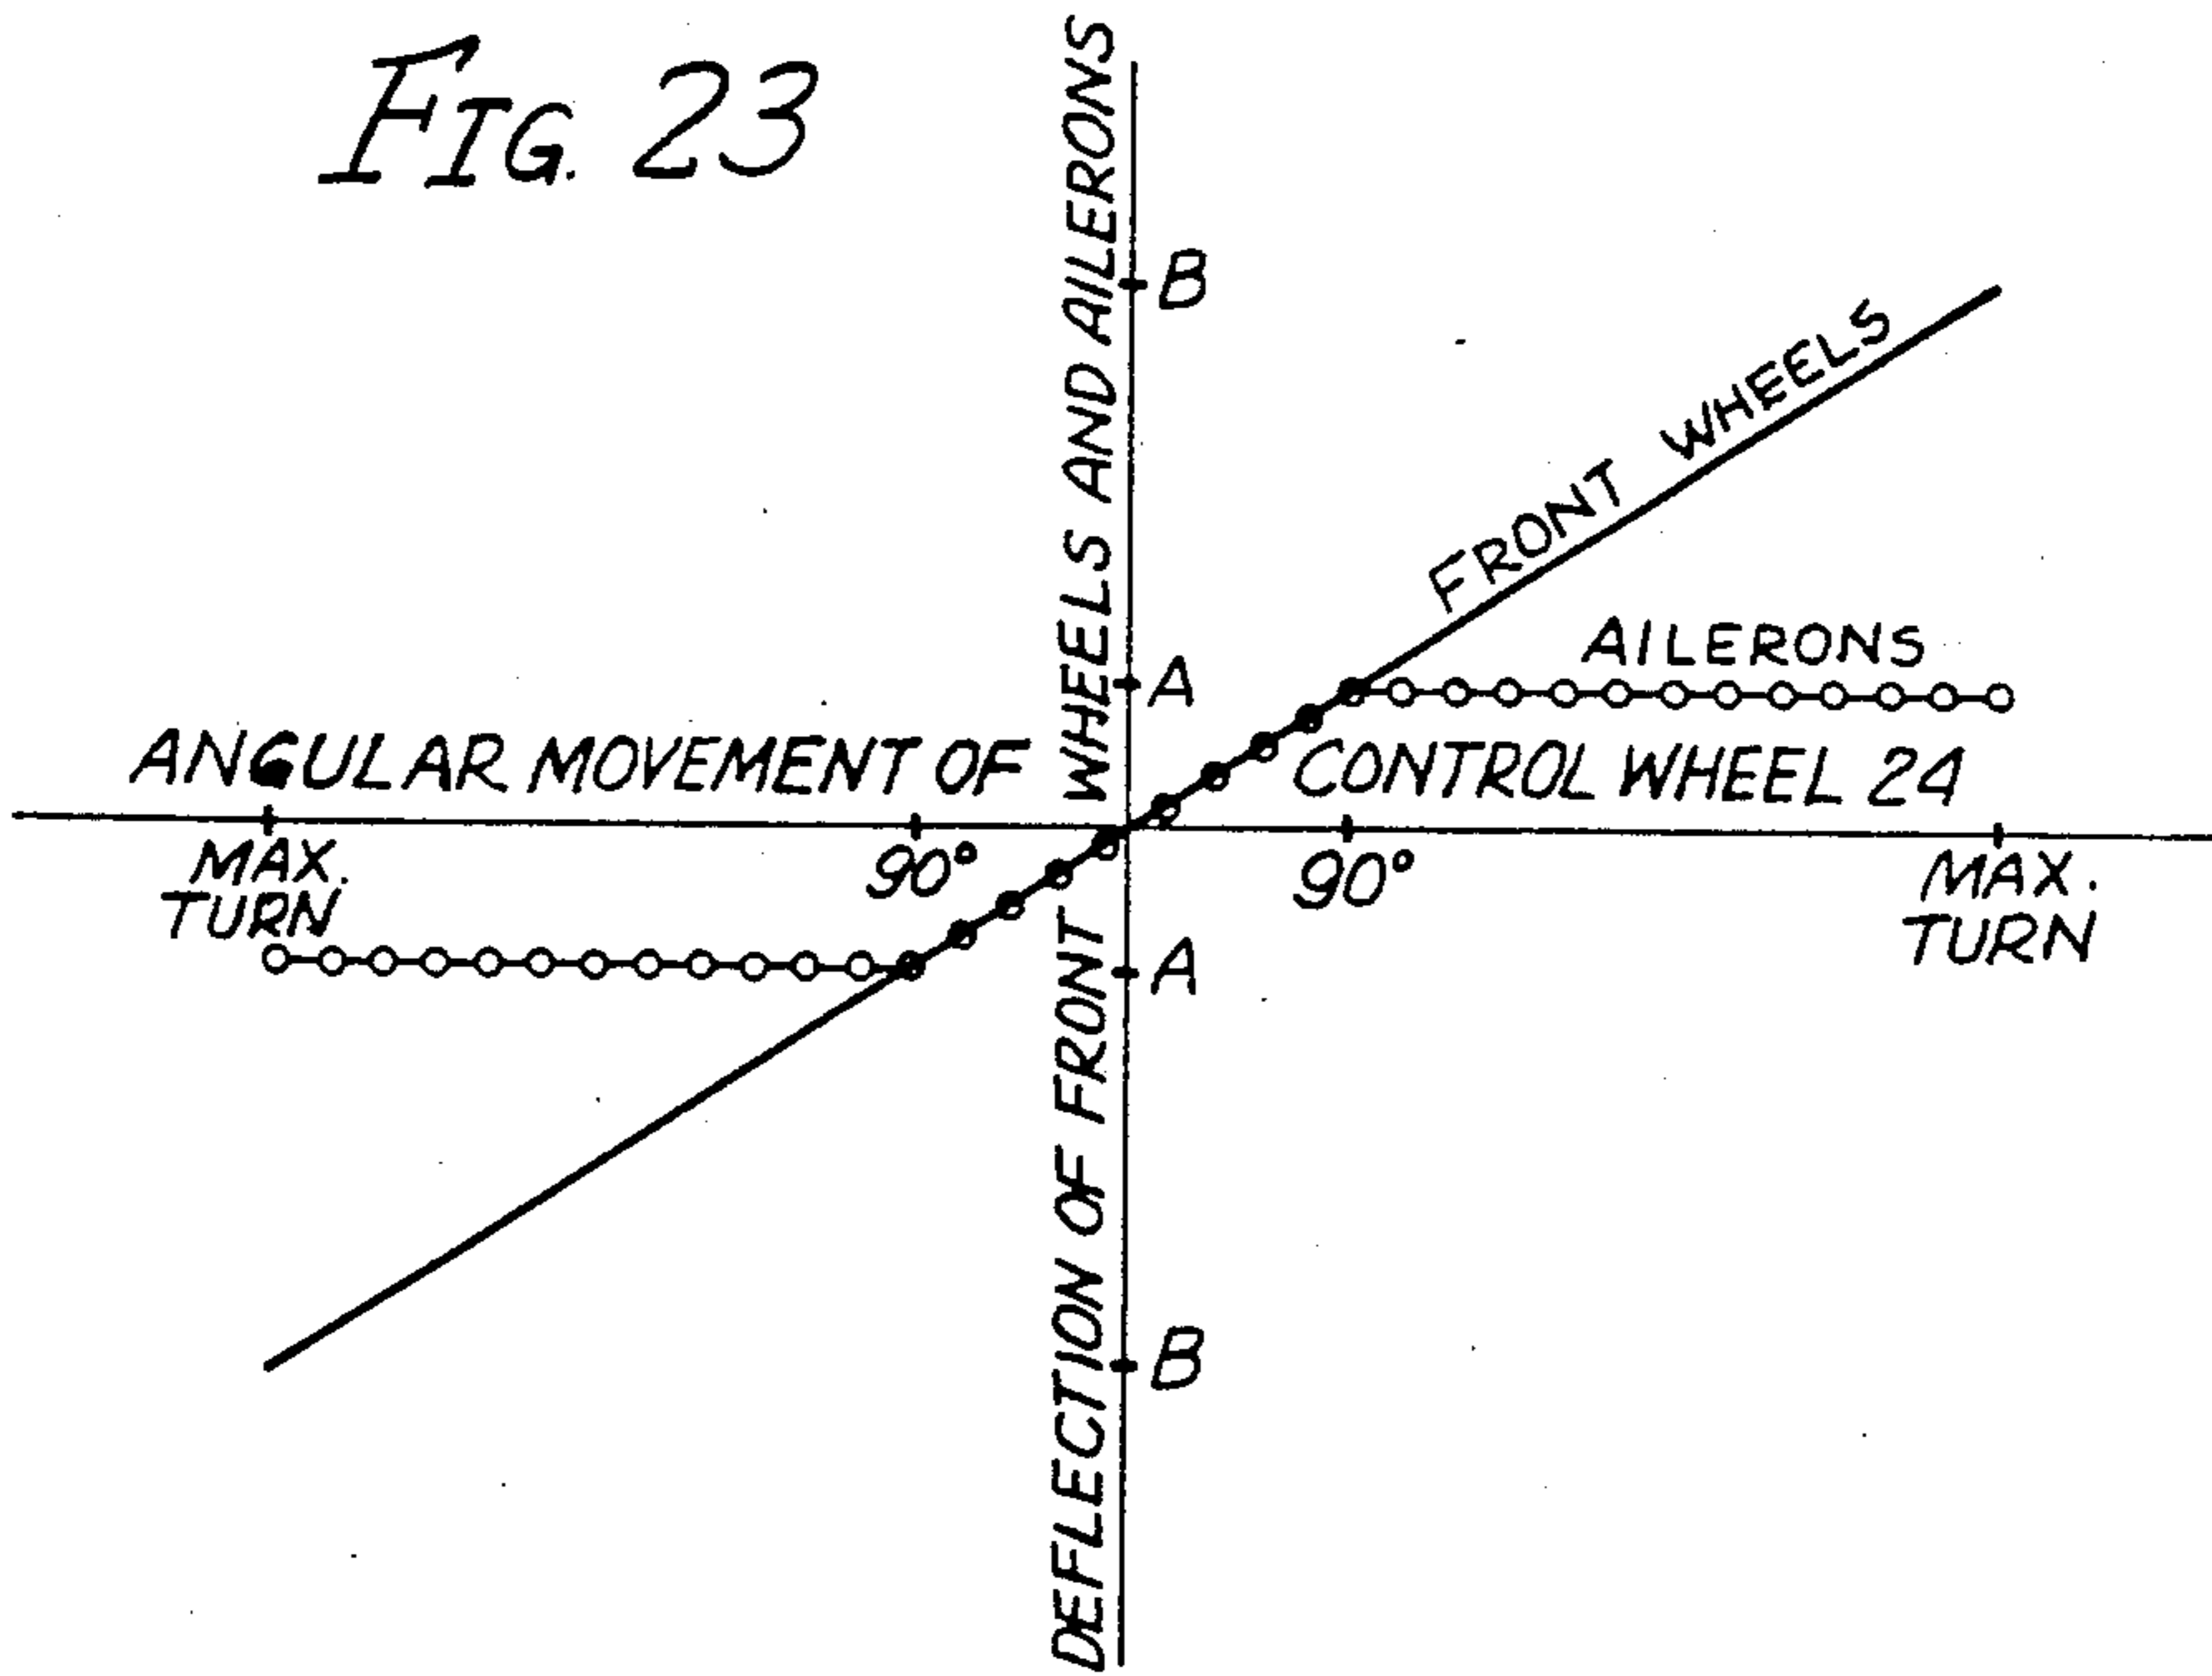 FIG. 23
DEFLECTION OF FRONT WHEELS AND AILERONS
B
FRONT WHEELS
AILERONS
A
ANGULAR MOVEMENT OF CONTROL WHEEL 24
MAX.
TURN
90°
90°
MAX.
TURN
A
B